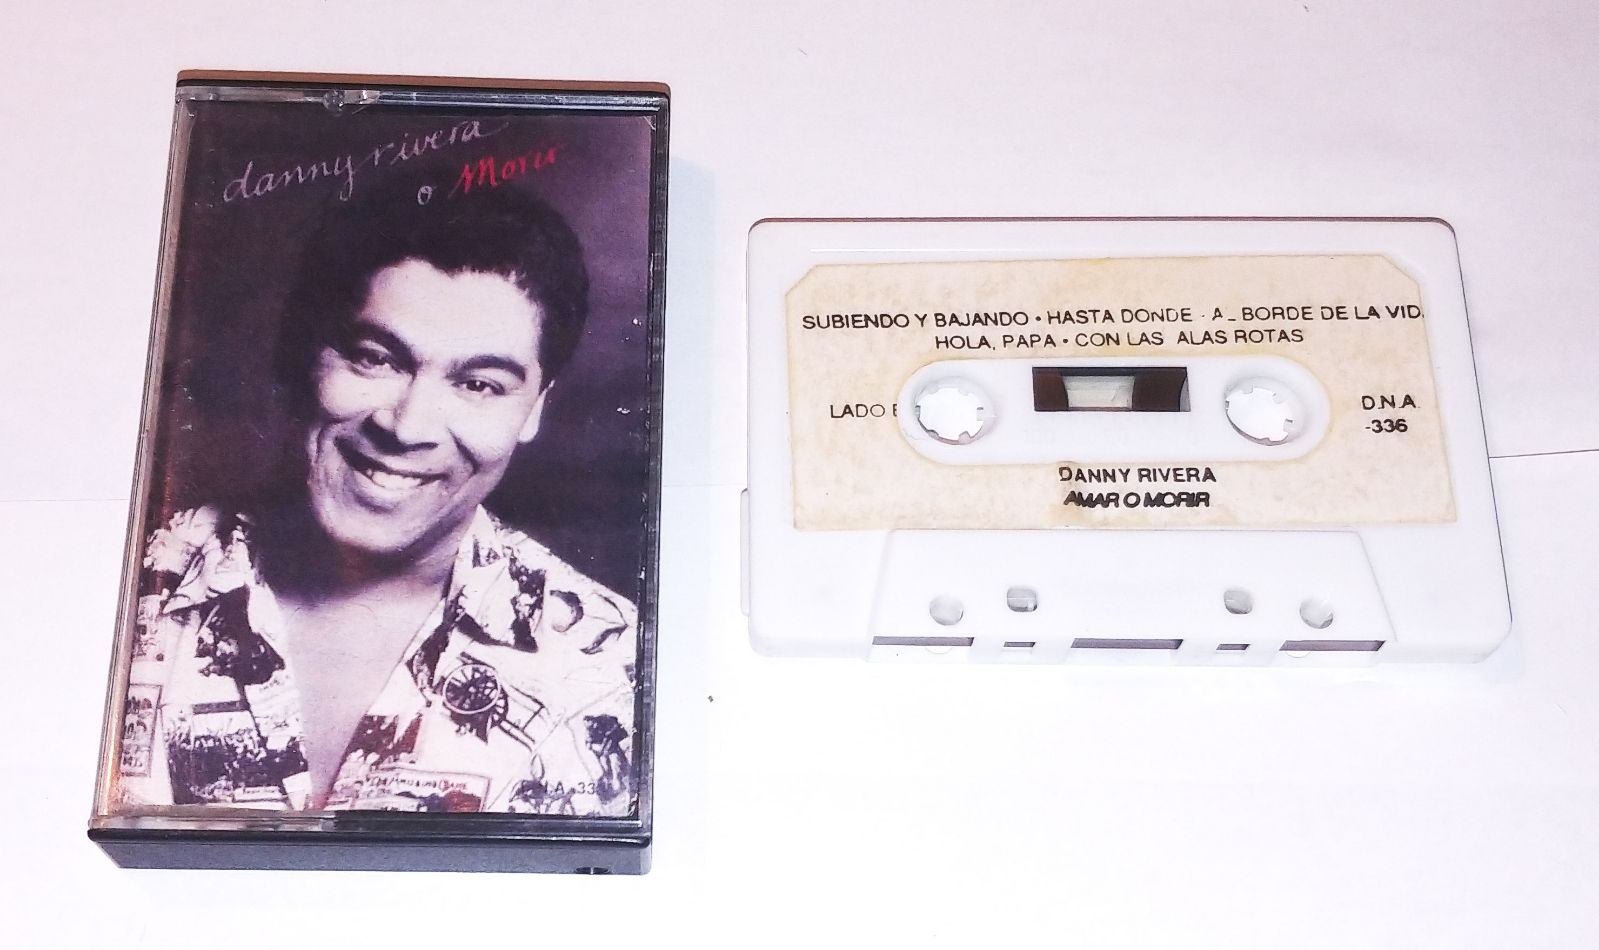 danny rivera
o Morir
SUBIENDO Y BAJANDO • HASTA DONDE · A_ BORDE DE LA VID.
HOLA, PAPA • CON LAS ALAS ROTAS
LADO
D.N.A.
-336
DANNY RIVERA
AMAR O MORIR